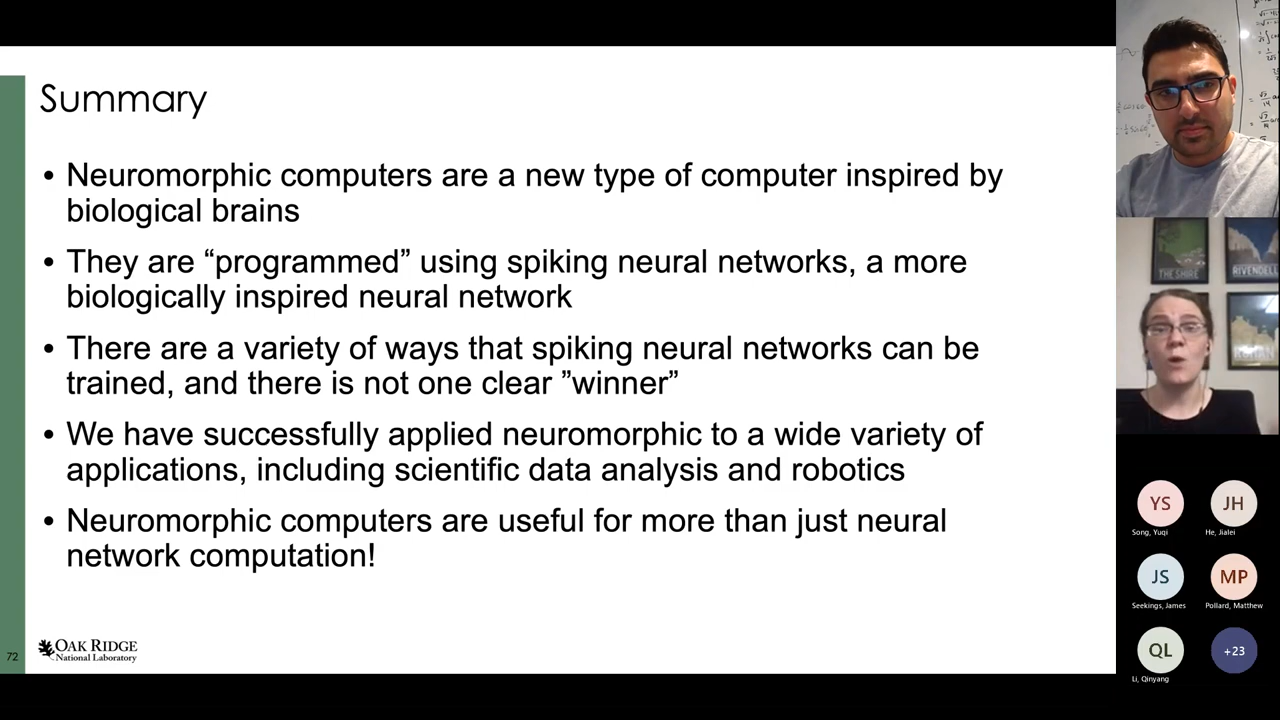 Summary
• Neuromorphic computers are a new type of computer inspired by
biological brains
• They are “programmed” using spiking neural networks, a more
biologically inspired neural network
• There are a variety of ways that spiking neural networks can be
trained, and there is not one clear ”winner”
• We have successfully applied neuromorphic to a wide variety of
applications, including scientific data analysis and robotics
• Neuromorphic computers are useful for more than just neural
network computation!
72
OAK RIDGE
National Laboratory
THE SHIRE
RIVENDELL
ROHAN
YS
Song, Yuqi
JH
He, Jialei
JS
Seekings, James
MP
Pollard, Matthew
QL
Li, Qinyang
+23